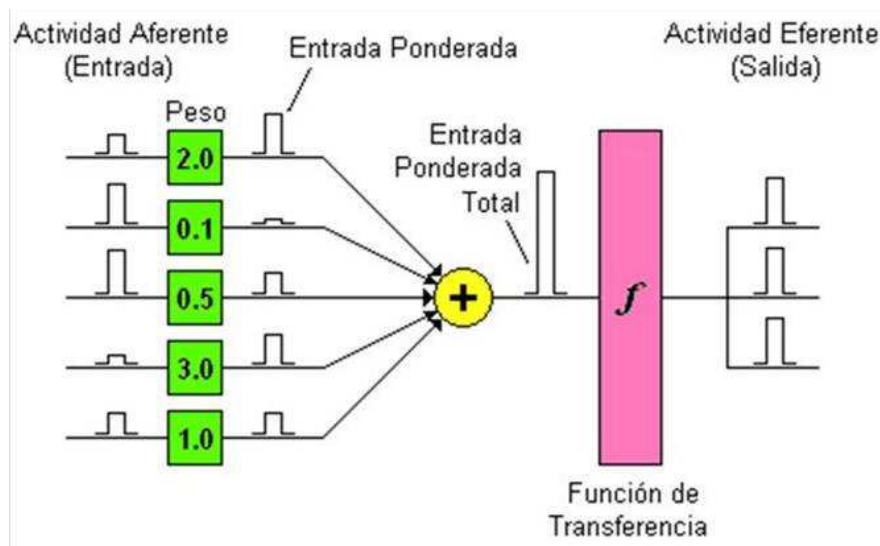 Actividad Aferente
(Entrada)
Entrada Ponderada
Actividad Eferente
(Salida)
Peso
2.0
0.1
0.5
3.0
1.0
Entrada
Ponderada
Total
+
f
Función de
Transferencia